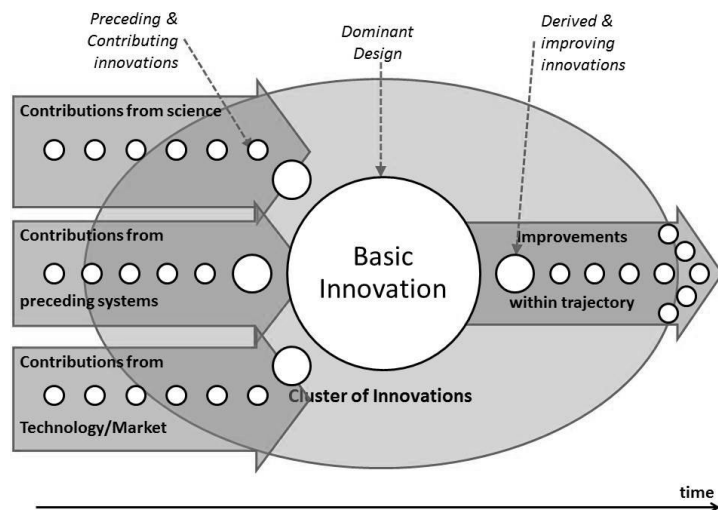 Preceding &
Contributing
innovations
Dominant
Design
Derived &
improving
innovations
Contributions from science
Contributions from
preceding systems
Basic
Innovation
Improvements
within trajectory
Contributions from
Technology/Market
Cluster of Innovations
time